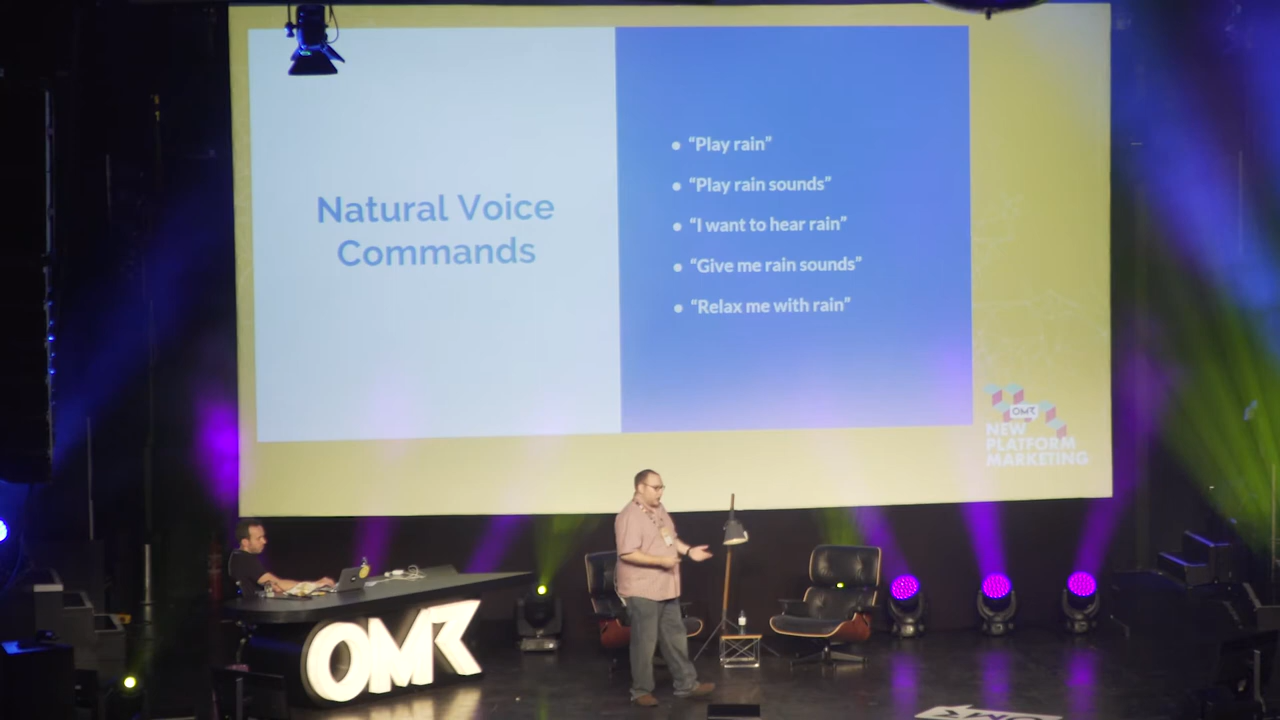 Natural Voice
Commands
• “Play rain”
• “Play rain sounds”
• “I want to hear rain”
• “Give me rain sounds”
• “Relax me with rain”
OMR
NEW
PLATFORM
MARKETING
OMR
OMR